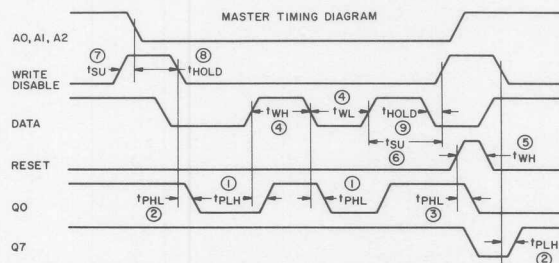 MASTER TIMING DIAGRAM
A0, A1, A2
⑦ ⑧
tSU tHOLD
WRITE
DISABLE
④
tWH tWL tHOLD
DATA
④ ⑨
tSU
⑥
⑤
RESET
tWH
① ①
Q0
tPHL tPLH tPHL tPHL
② ③
Q7
tPLH
②